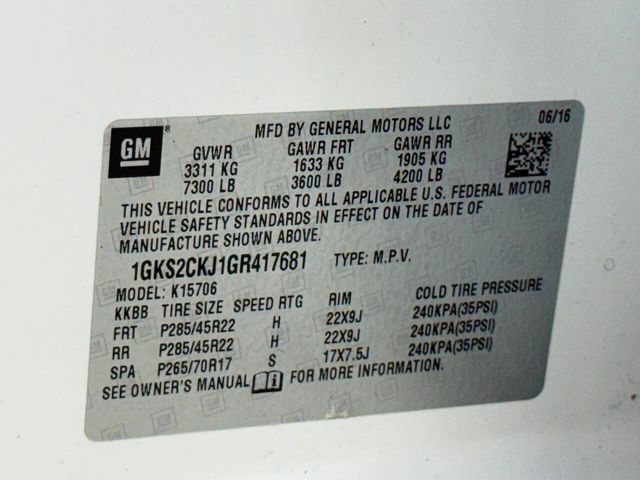 GM ®
MFD BY GENERAL MOTORS LLC 06/16
GVWR GAWR FRT GAWR RR
3311 KG 1633 KG 1905 KG
7300 LB 3600 LB 4200 LB
THIS VEHICLE CONFORMS TO ALL APPLICABLE U.S. FEDERAL MOTOR
VEHICLE SAFETY STANDARDS IN EFFECT ON THE DATE OF
MANUFACTURE SHOWN ABOVE.
1GKS2CKJ1GR417681 TYPE: M.P.V.
MODEL: K15706
KKBB TIRE SIZE SPEED RTG RIM COLD TIRE PRESSURE
FRT P285/45R22 H 22X9J 240KPA(35PSI)
RR P285/45R22 H 22X9J 240KPA(35PSI)
SPA P265/70R17 S 17X7.5J 240KPA(35PSI)
SEE OWNER'S MANUAL FOR MORE INFORMATION.